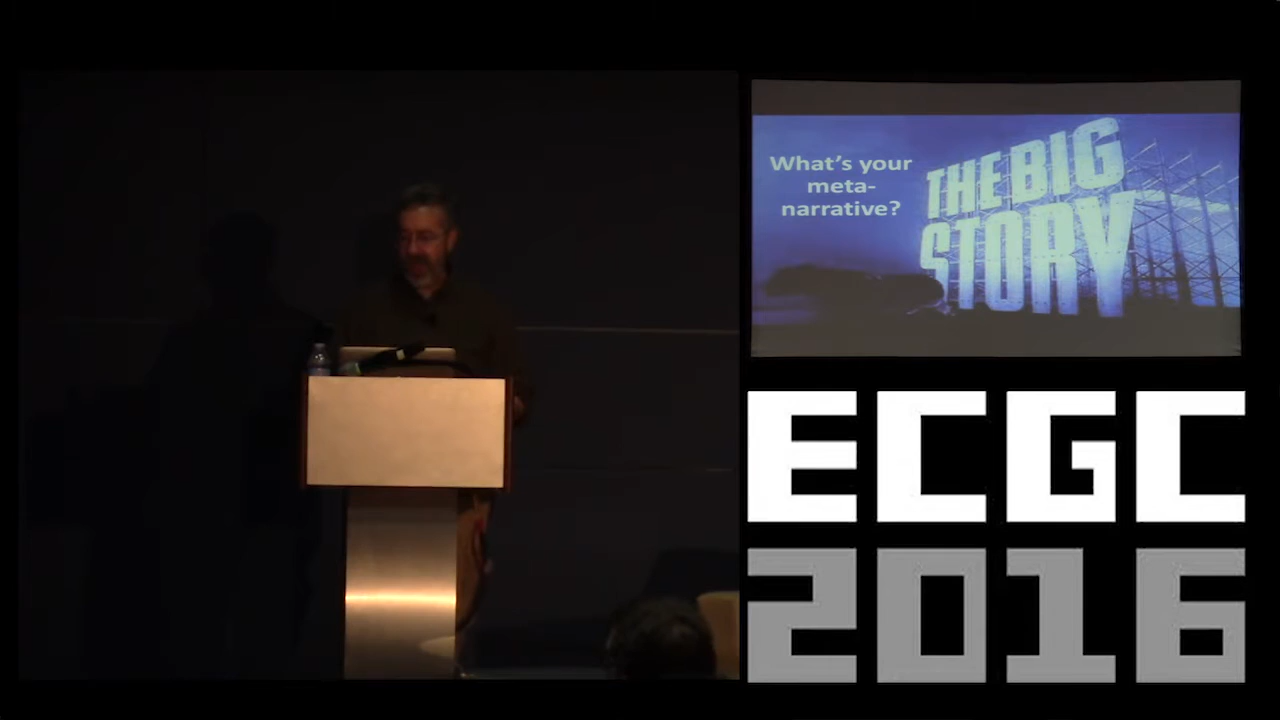 What's your
meta-
narrative?
THE BIG
STORY
ECGC
2016